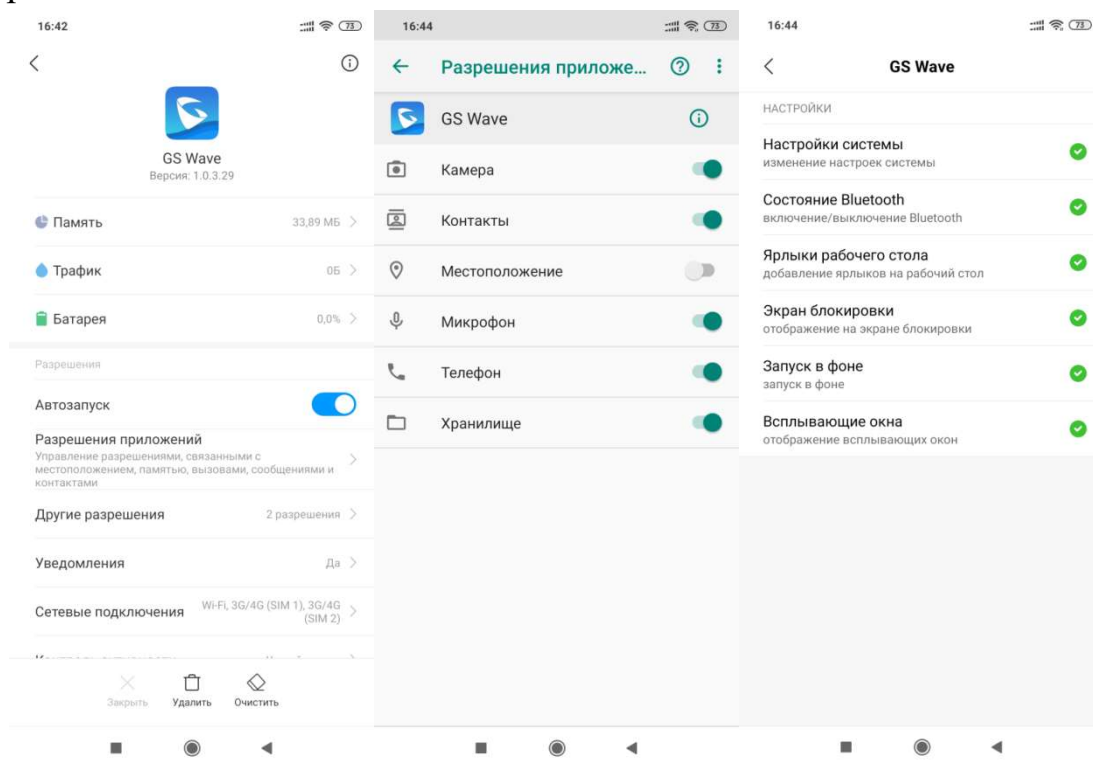 16:42
73
GS Wave
Версия: 1.0.3.29
Память 33,89 МБ
Трафик 0Б
Батарея 0,0%
Разрешения
Автозапуск
Разрешения приложений
Управление разрешениями, связанными с
местоположением, памятью, вызовами, сообщениями и
контактами
Другие разрешения 2 разрешения
Уведомления Да
Сетевые подключения Wi-Fi, 3G/4G (SIM 1), 3G/4G
(SIM 2)
Закрыть Удалить Очистить
16:44
73
Разрешения приложе...
GS Wave
Камера
Контакты
Местоположение
Микрофон
Телефон
Хранилище
16:44
73
GS Wave
НАСТРОЙКИ
Настройки системы
изменение настроек системы
Состояние Bluetooth
включение/выключение Bluetooth
Ярлыки рабочего стола
добавление ярлыков на рабочий стол
Экран блокировки
отображение на экране блокировки
Запуск в фоне
запуск в фоне
Всплывающие окна
отображение всплывающих окон